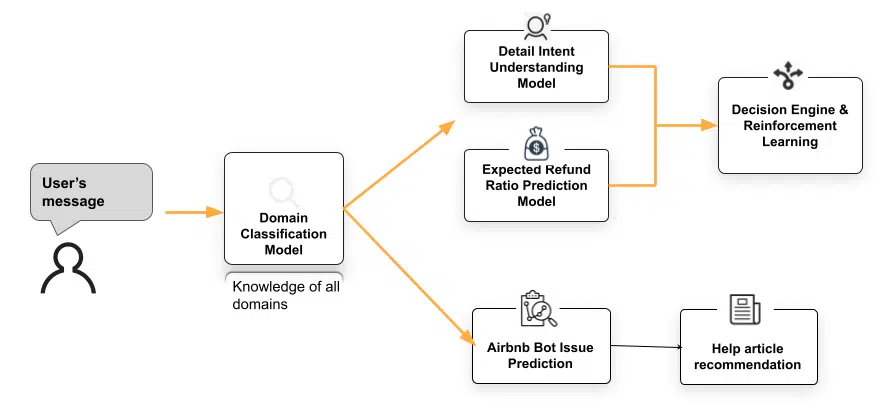 User's
message
Domain
Classification
Model
Knowledge of all
domains
Detail Intent
Understanding
Model
$
Expected Refund
Ratio Prediction
Model
Decision Engine &
Reinforcement
Learning
Airbnb Bot Issue
Prediction
Help article
recommendation